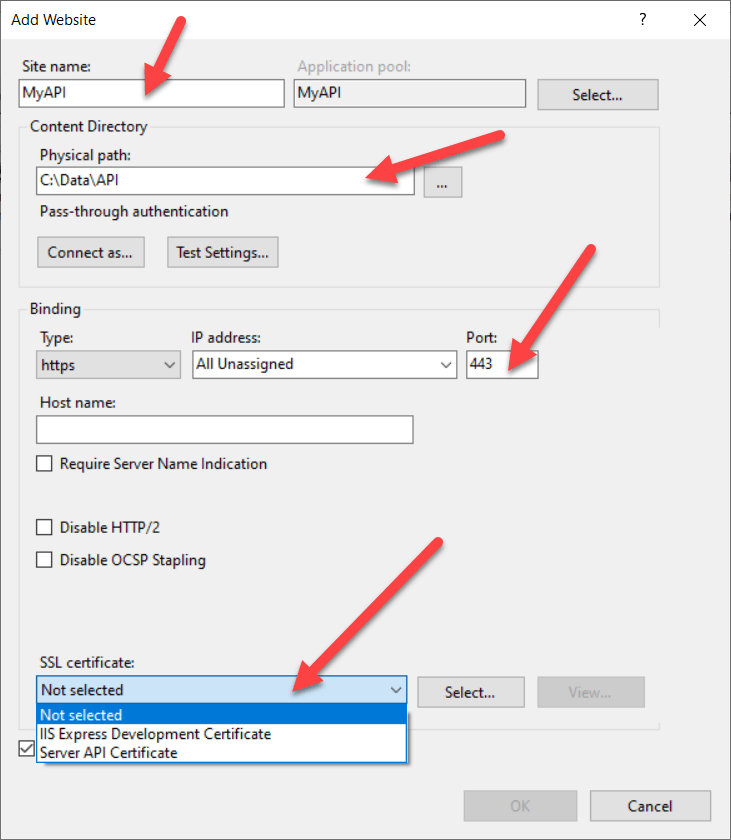 Add Website
?
Site name:
Application pool:
MyAPI
MyAPI
Select...
Content Directory
Physical path:
C:\Data\API
...
Pass-through authentication
Connect as...
Test Settings...
Binding
Type:
IP address:
Port:
https
All Unassigned
443
Host name:
Require Server Name Indication
Disable HTTP/2
Disable OCSP Stapling
SSL certificate:
Not selected
Select...
View...
Not selected
IIS Express Development Certificate
Server API Certificate
OK
Cancel